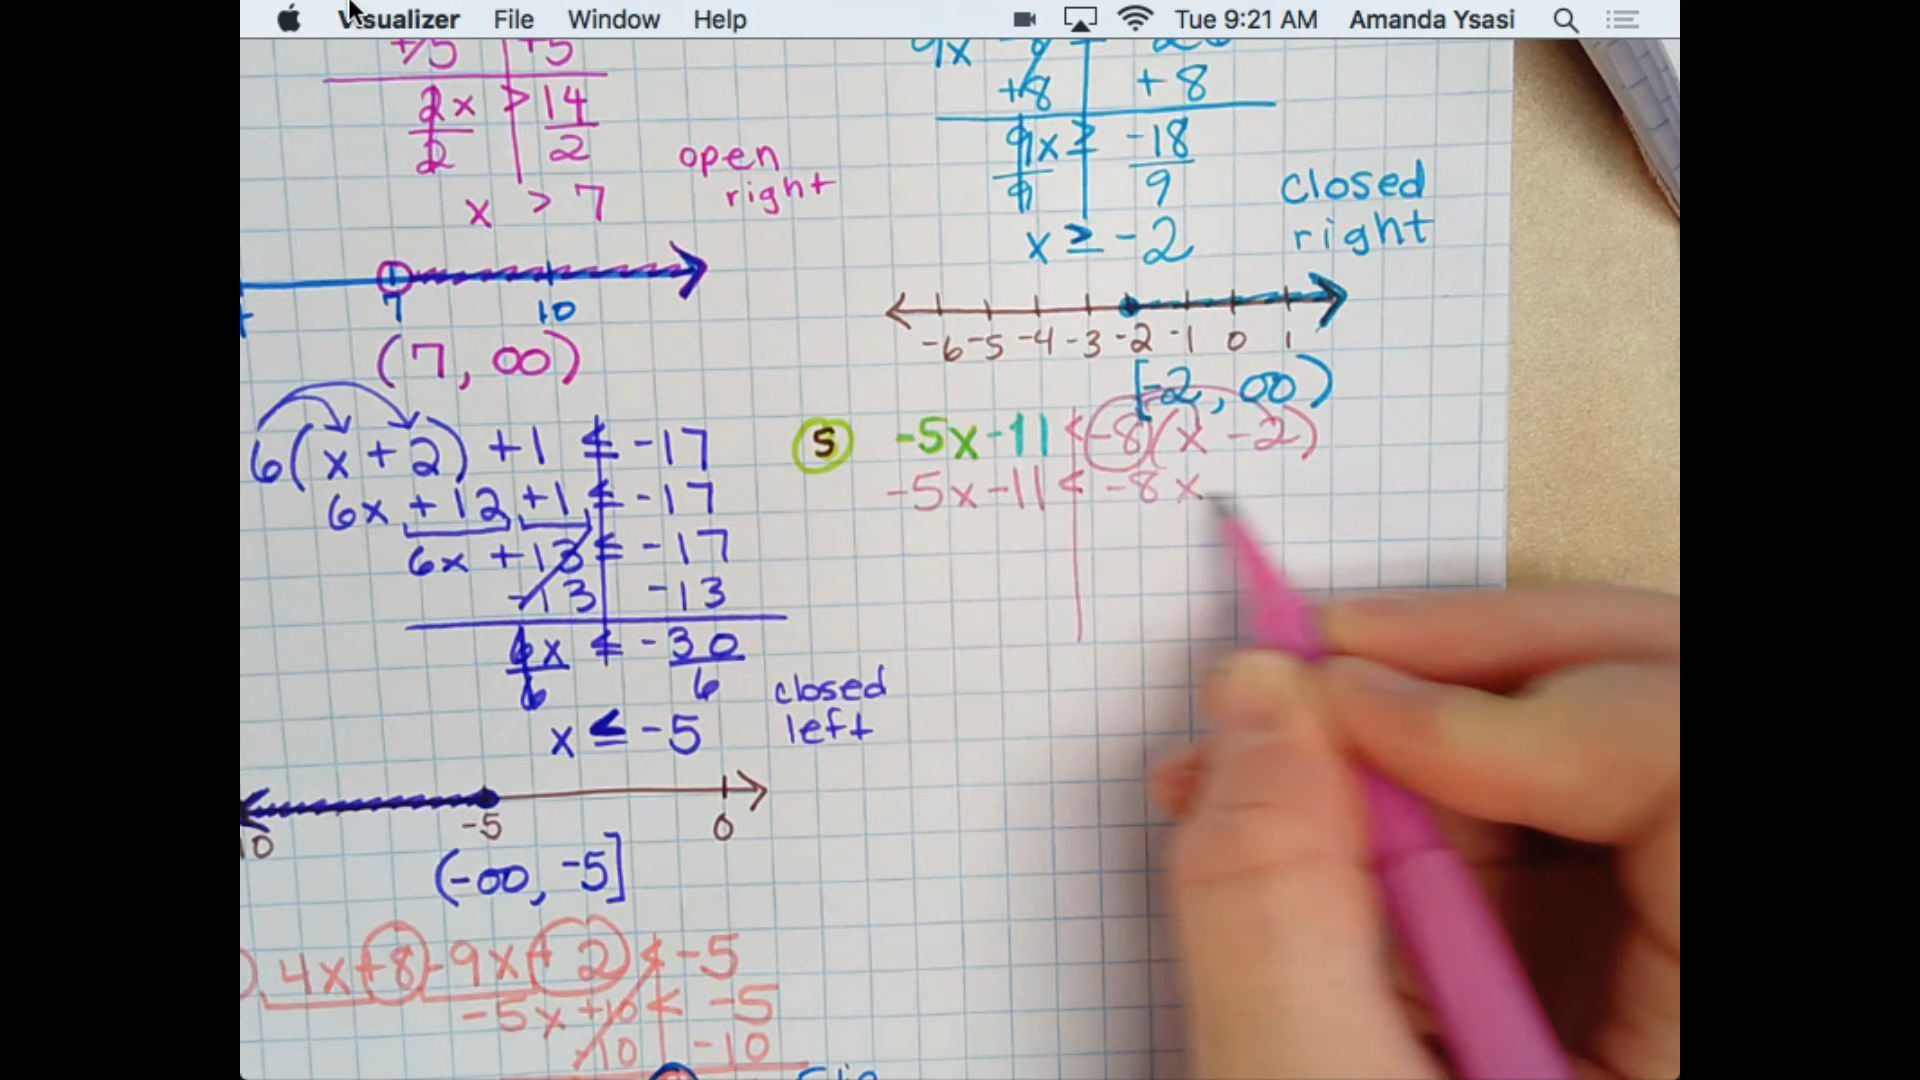 Visualizer File Window Help Tue 9:21 AM Amanda Ysasi
+5 +5
2x > 14
2 2
x > 7
open
right
7 10
(7, ∞)
+8 +8
9x ≥ -18
9 9
x ≥ -2
closed
right
-6 -5 -4 -3 -2 -1 0 1
[-2, ∞)
6(x + 2) + 1 ≤ -17
6x + 12 + 1 ≤ -17
6x + 13 ≤ -17
-13 -13
6x ≤ -30
6 6
x ≤ -5
closed
left
10 -5 0
(-∞, -5]
5 -5x - 11 < -8(x - 2)
-5x - 11 < -8x
) 4x + 8 - 9x + 2 < -5
-5x + 10 < -5
-10 -10